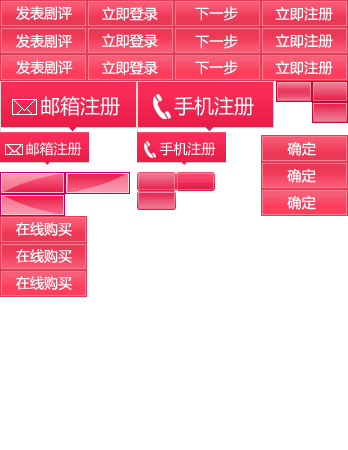 发表剧评 立即登录 下一步 立即注册
发表剧评 立即登录 下一步 立即注册
发表剧评 立即登录 下一步 立即注册
邮箱注册 手机注册
邮箱注册 手机注册 确定
确定
确定
在线购买
在线购买
在线购买